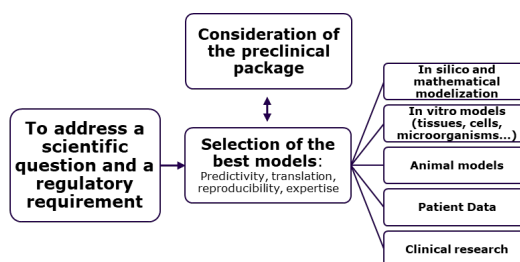 Consideration of
the preclinical
package
To address a
scientific
question and a
regulatory
requirement
Selection of the
best models:
Predictivity, translation,
reproducibility, expertise
In silico and
mathematical
modelization
In vitro models
(tissues, cells,
microorganisms...)
Animal models
Patient Data
Clinical research